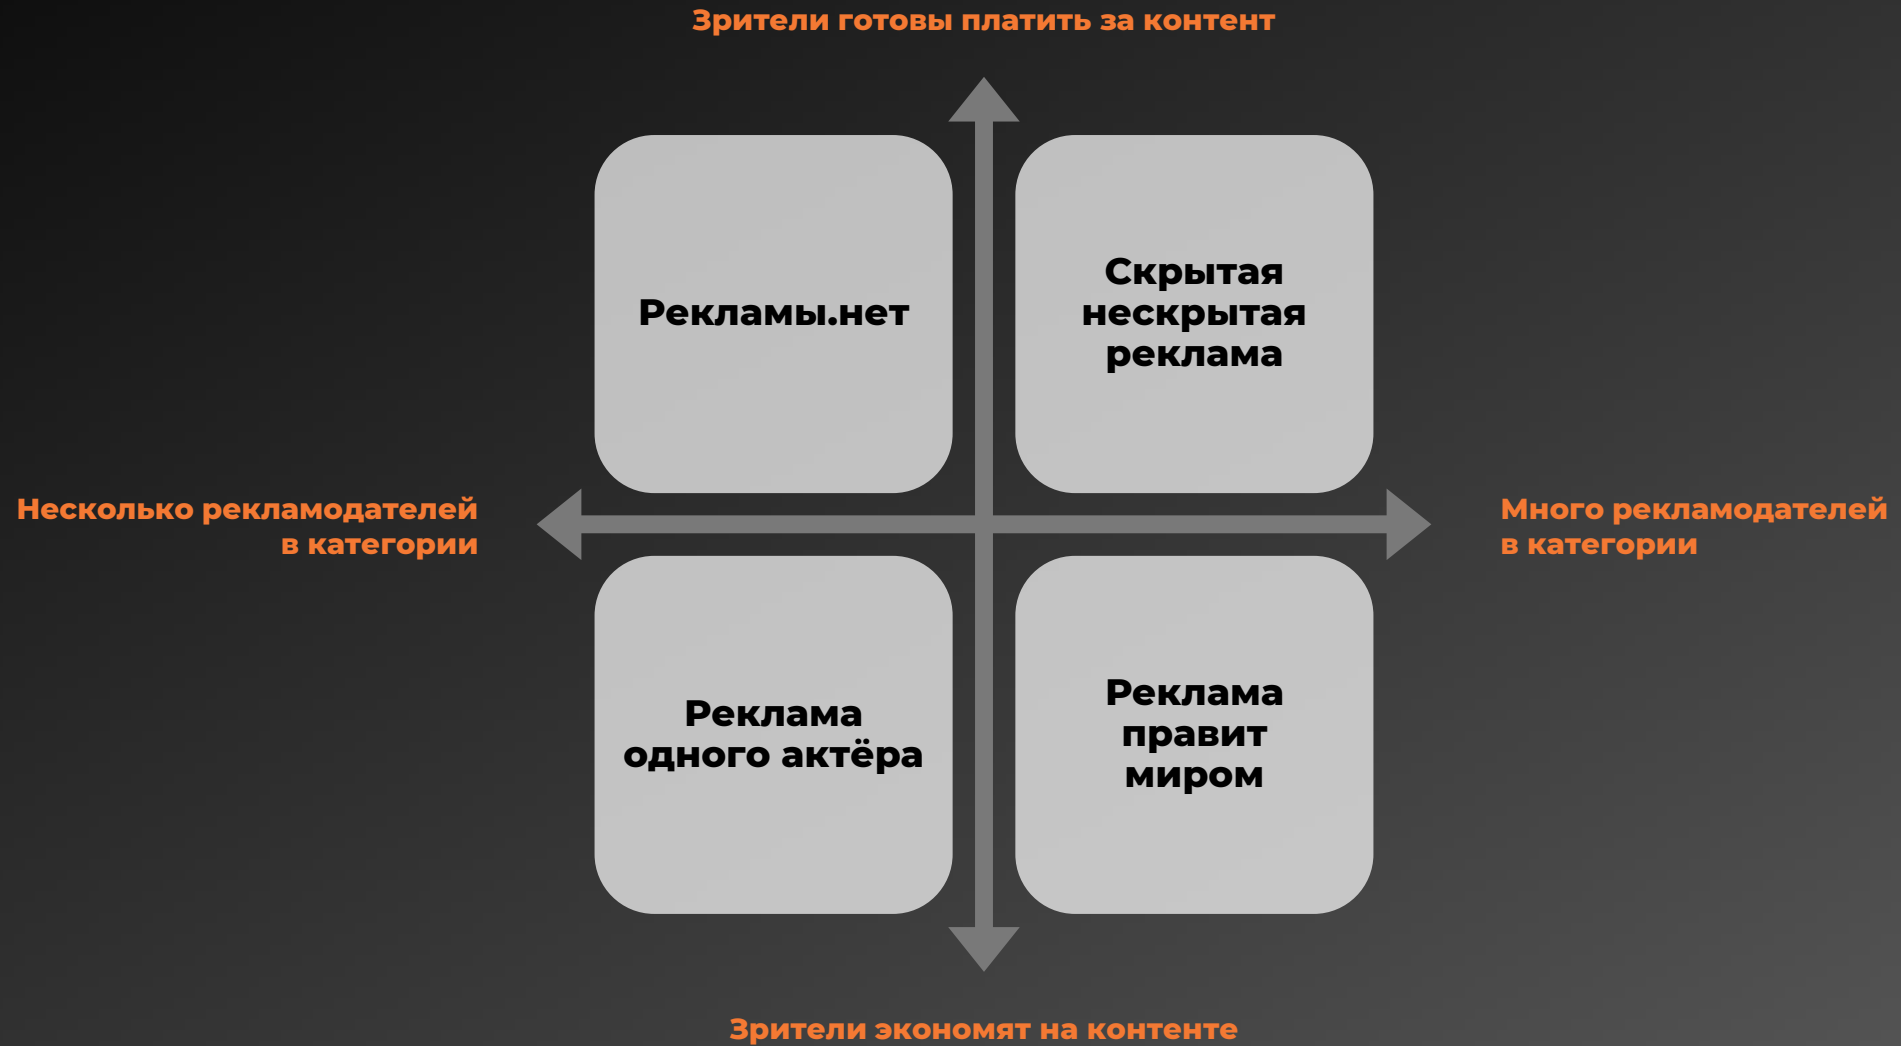 Зрители готовы платить за контент
Рекламы.нет
Скрытая
нескрытая
реклама
Несколько рекламодателей
в категории
Много рекламодателей
в категории
Реклама
одного актёра
Реклама
правит
миром
Зрители экономят на контенте